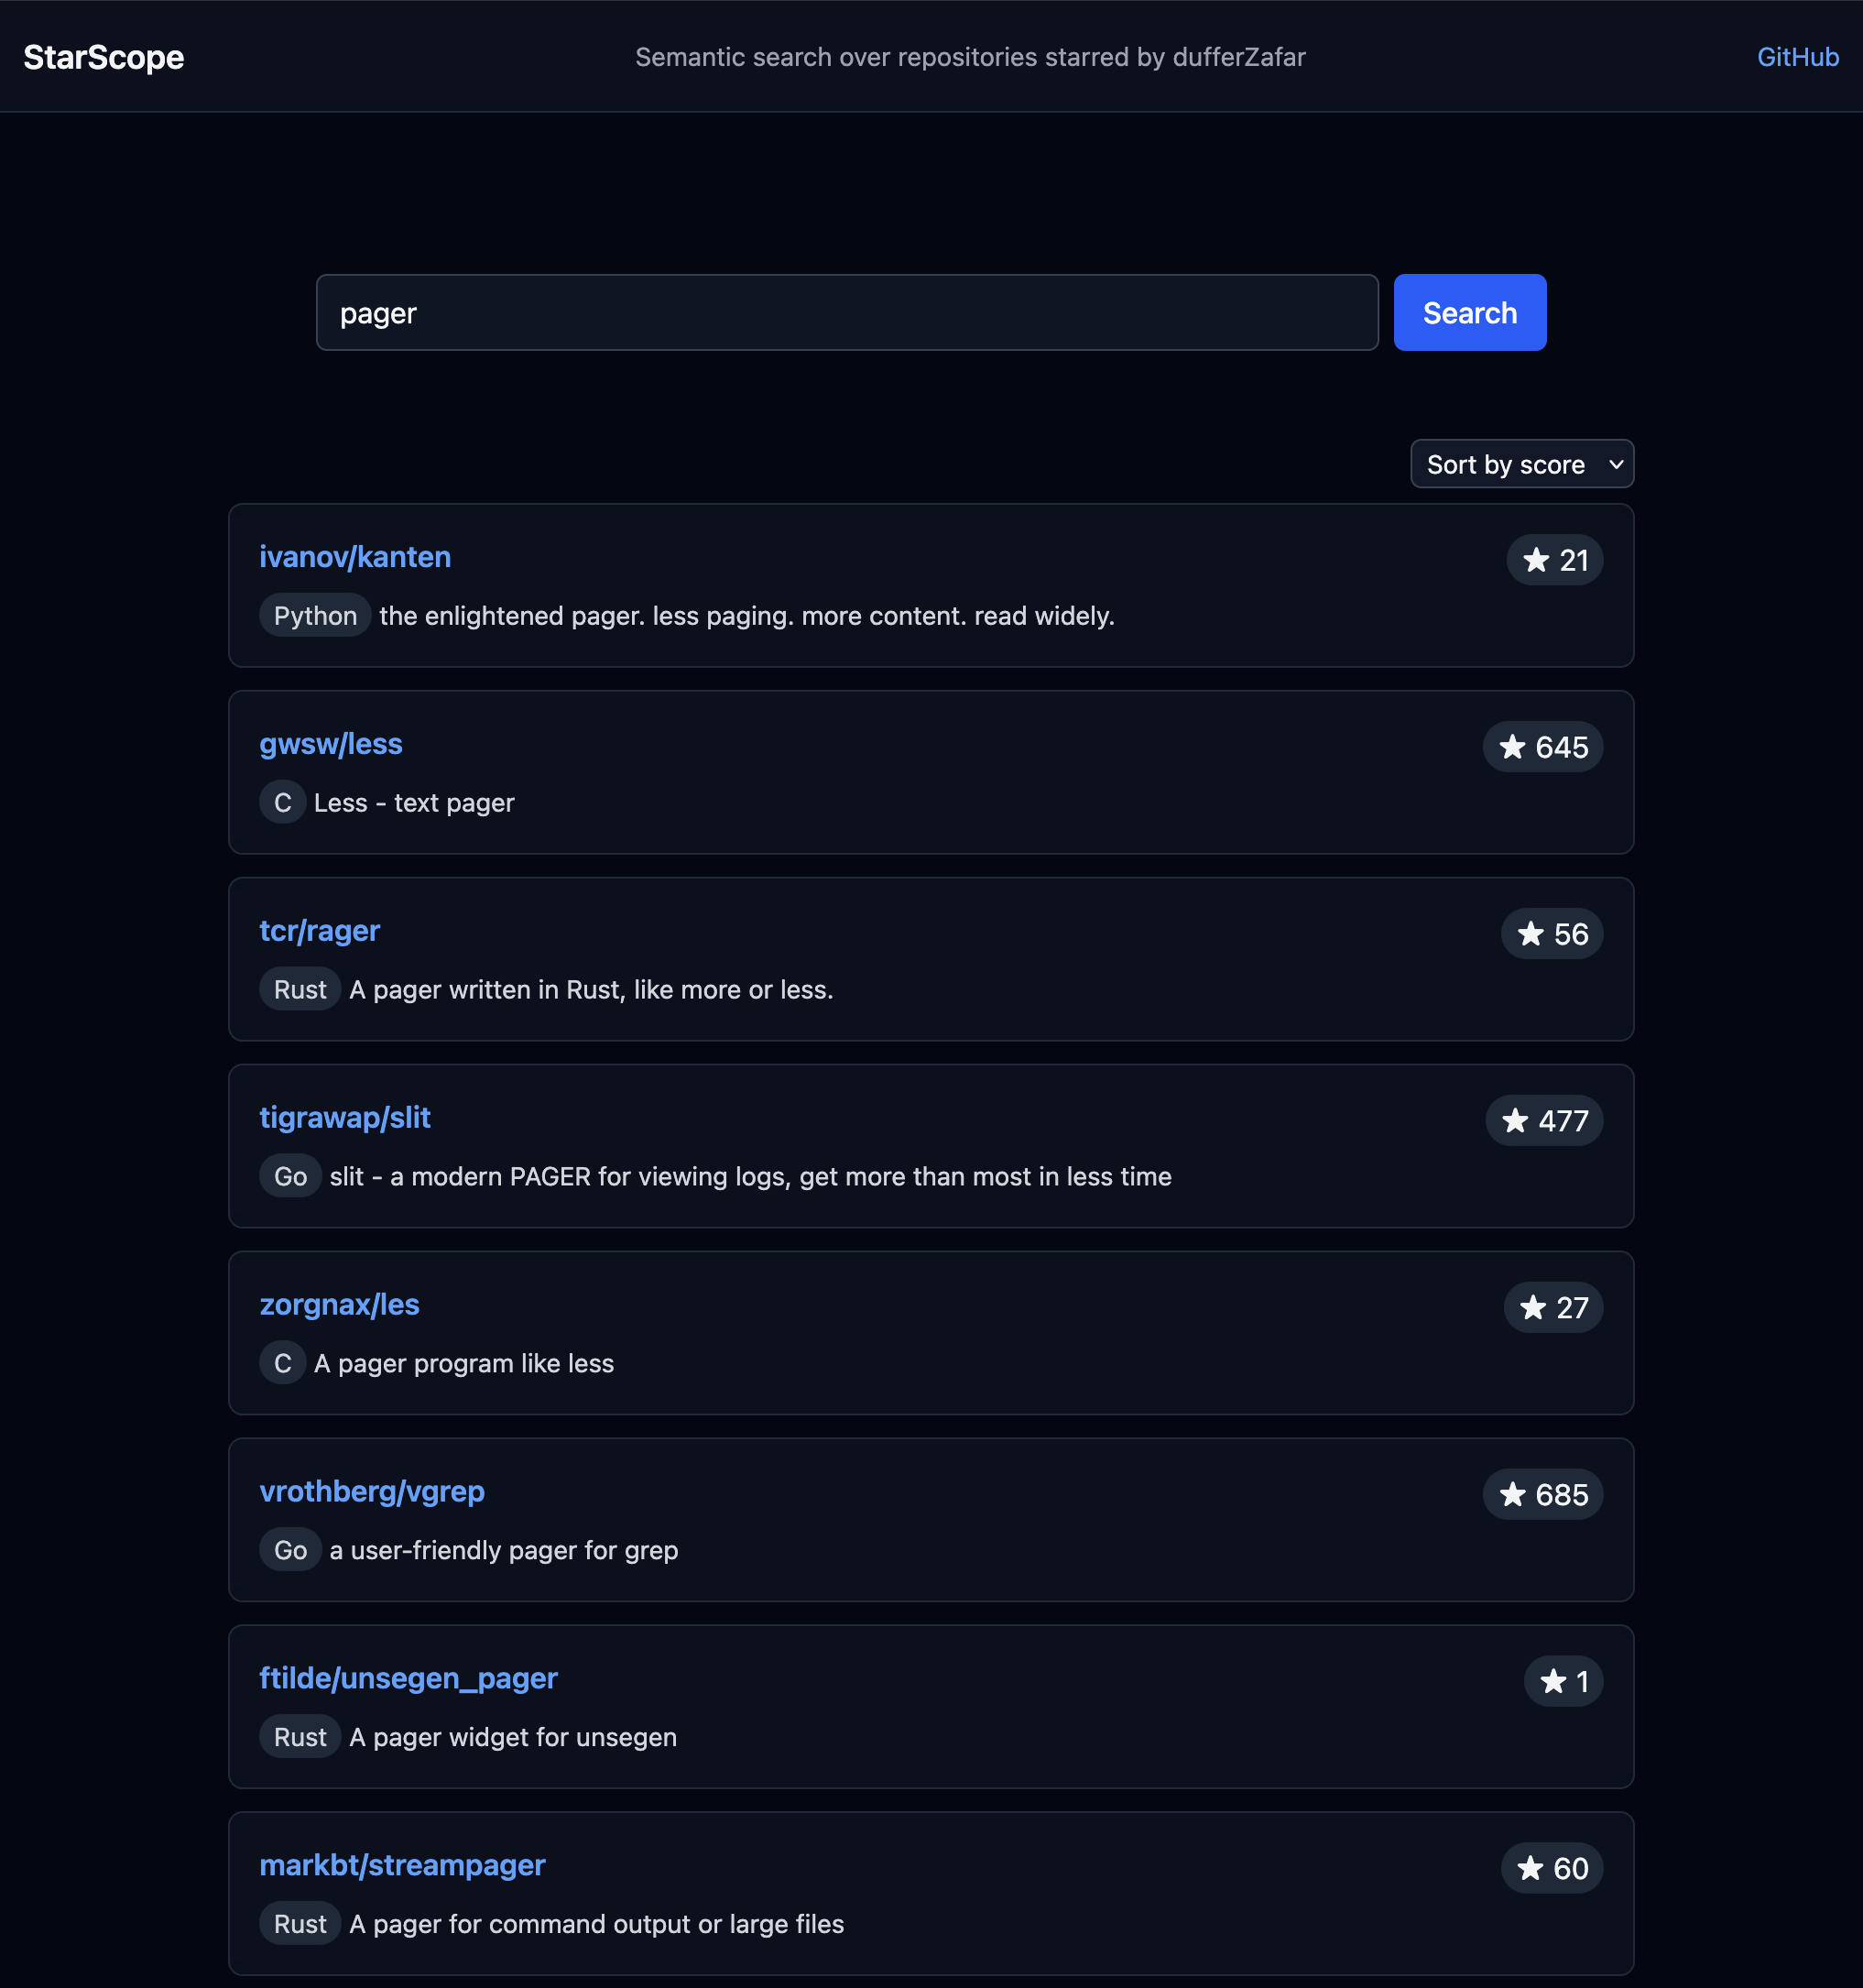 StarScope
Semantic search over repositories starred by dufferZafar
GitHub
pager
Search
Sort by score
ivanov/kanten
★ 21
Python the enlightened pager. less paging. more content. read widely.
gwsw/less
★ 645
C Less - text pager
tcr/rager
★ 56
Rust A pager written in Rust, like more or less.
tigrawap/slit
★ 477
Go slit - a modern PAGER for viewing logs, get more than most in less time
zorgnax/les
★ 27
C A pager program like less
vrothberg/vgrep
★ 685
Go a user-friendly pager for grep
ftilde/unsegen_pager
★ 1
Rust A pager widget for unsegen
markbt/streampager
★ 60
Rust A pager for command output or large files